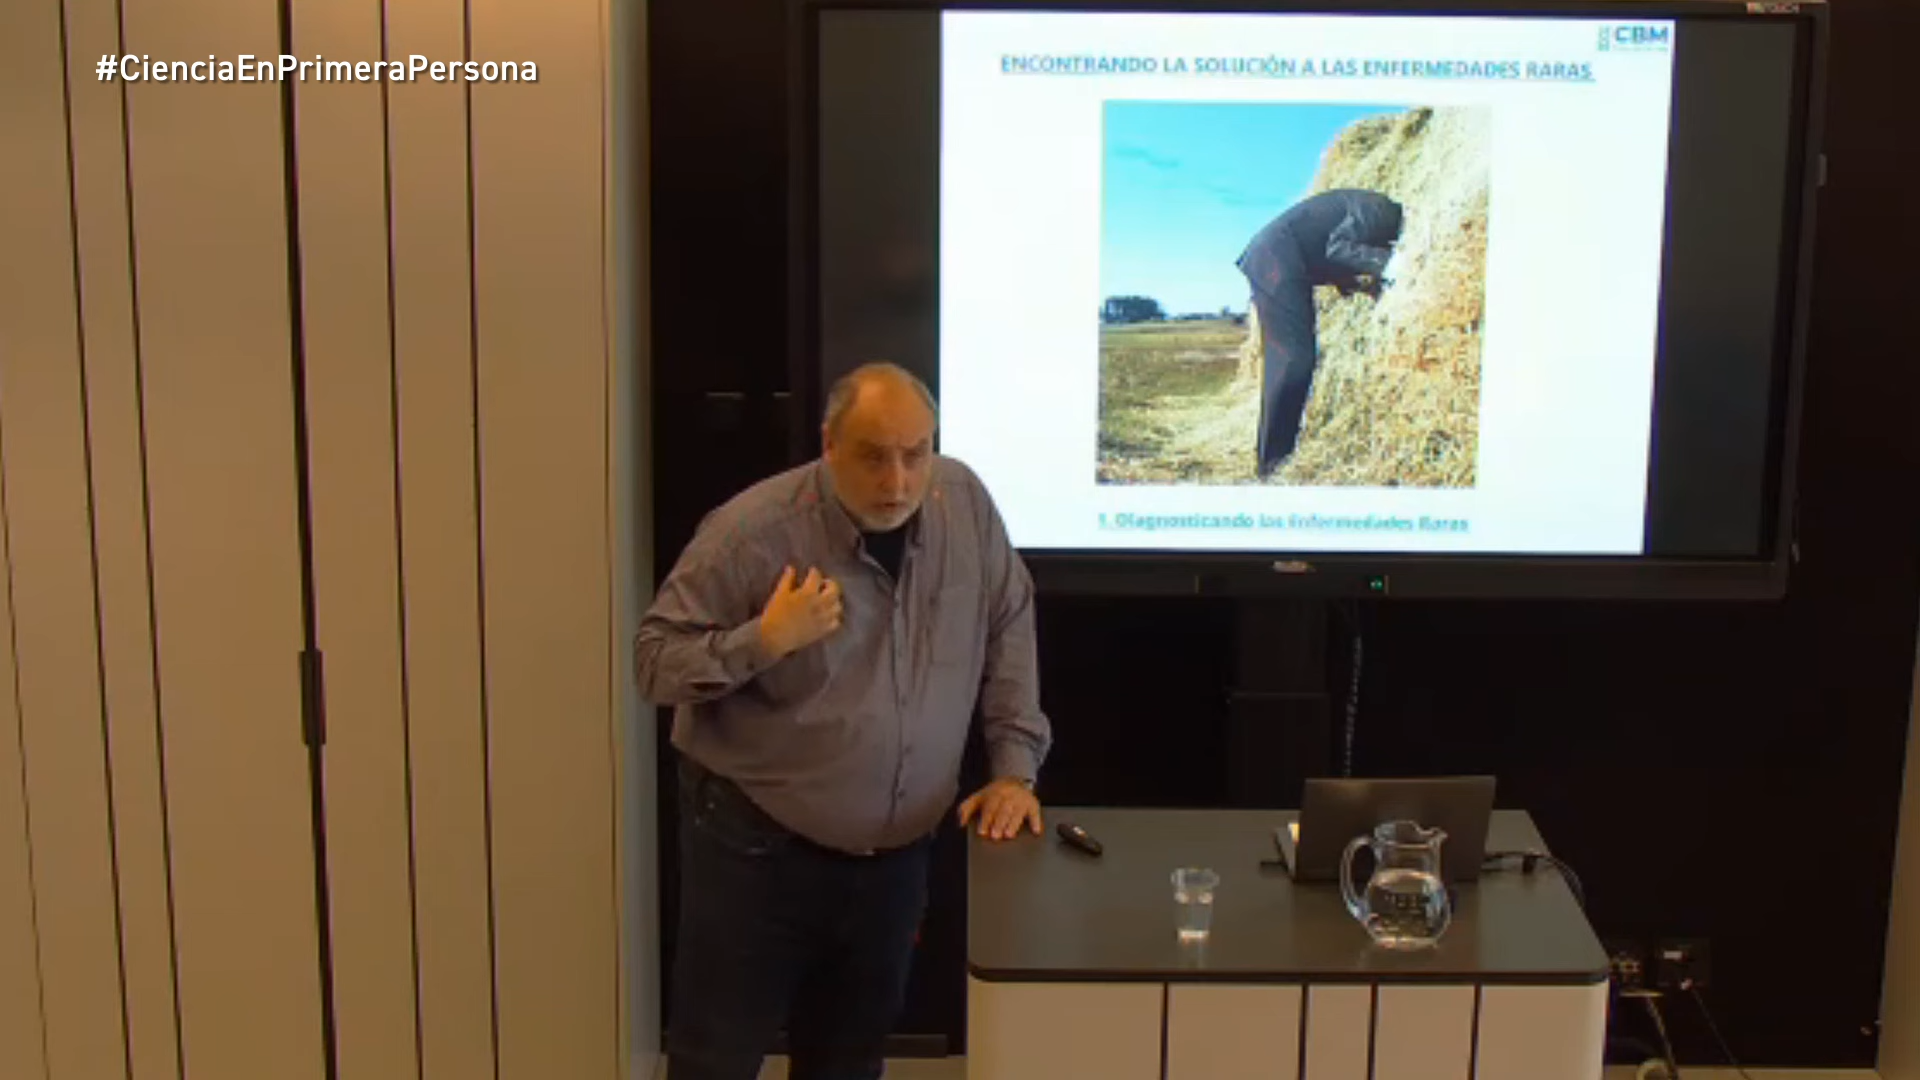 #CienciaEnPrimeraPersona
CBM
ENCONTRANDO LA SOLUCIÓN A LAS ENFERMEDADES RARAS
1. Diagnosticando las Enfermedades Raras